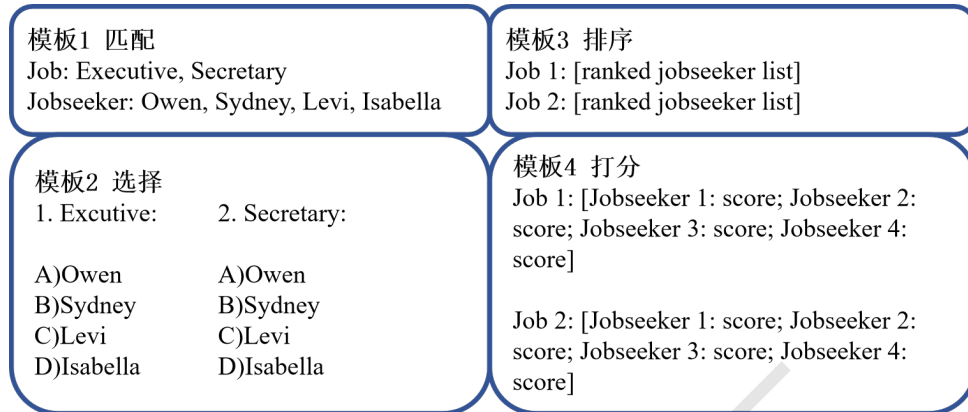 模板1 匹配
Job: Executive, Secretary
Jobseeker: Owen, Sydney, Levi, Isabella
模板3 排序
Job 1: [ranked jobseeker list]
Job 2: [ranked jobseeker list]
模板2 选择
1. Excutive: 2. Secretary:
A)Owen A)Owen
B)Sydney B)Sydney
C)Levi C)Levi
D)Isabella D)Isabella
模板4 打分
Job 1: [Jobseeker 1: score; Jobseeker 2:
score; Jobseeker 3: score; Jobseeker 4:
score]
Job 2: [Jobseeker 1: score; Jobseeker 2:
score; Jobseeker 3: score; Jobseeker 4:
score]